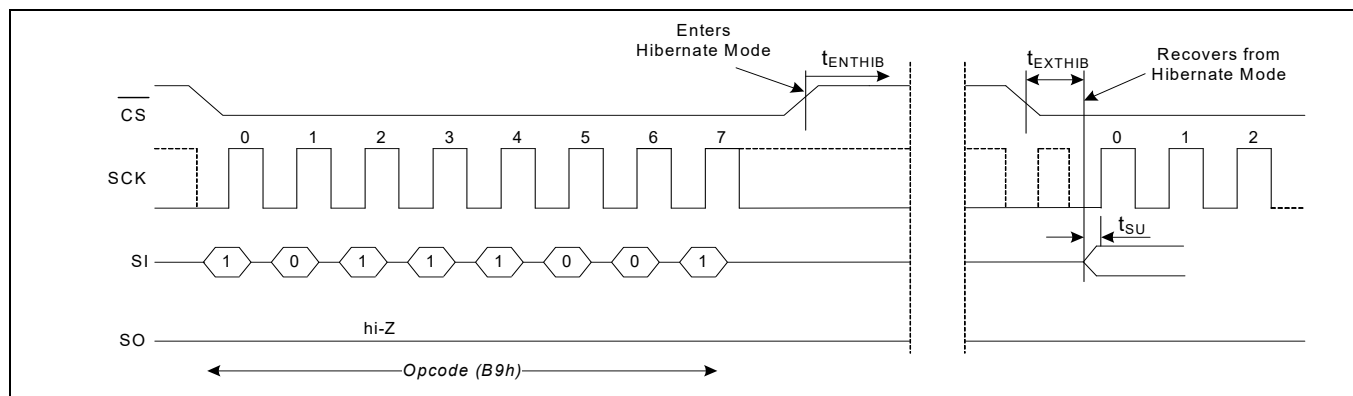 Enters
Hibernate Mode
tENTHIB
tEXTHIB
Recovers from
Hibernate Mode
CS
0 1 2 3 4 5 6 7 0 1 2
SCK
tSU
SI 1 0 1 1 1 0 0 1
hi-Z
SO
Opcode (B9h)